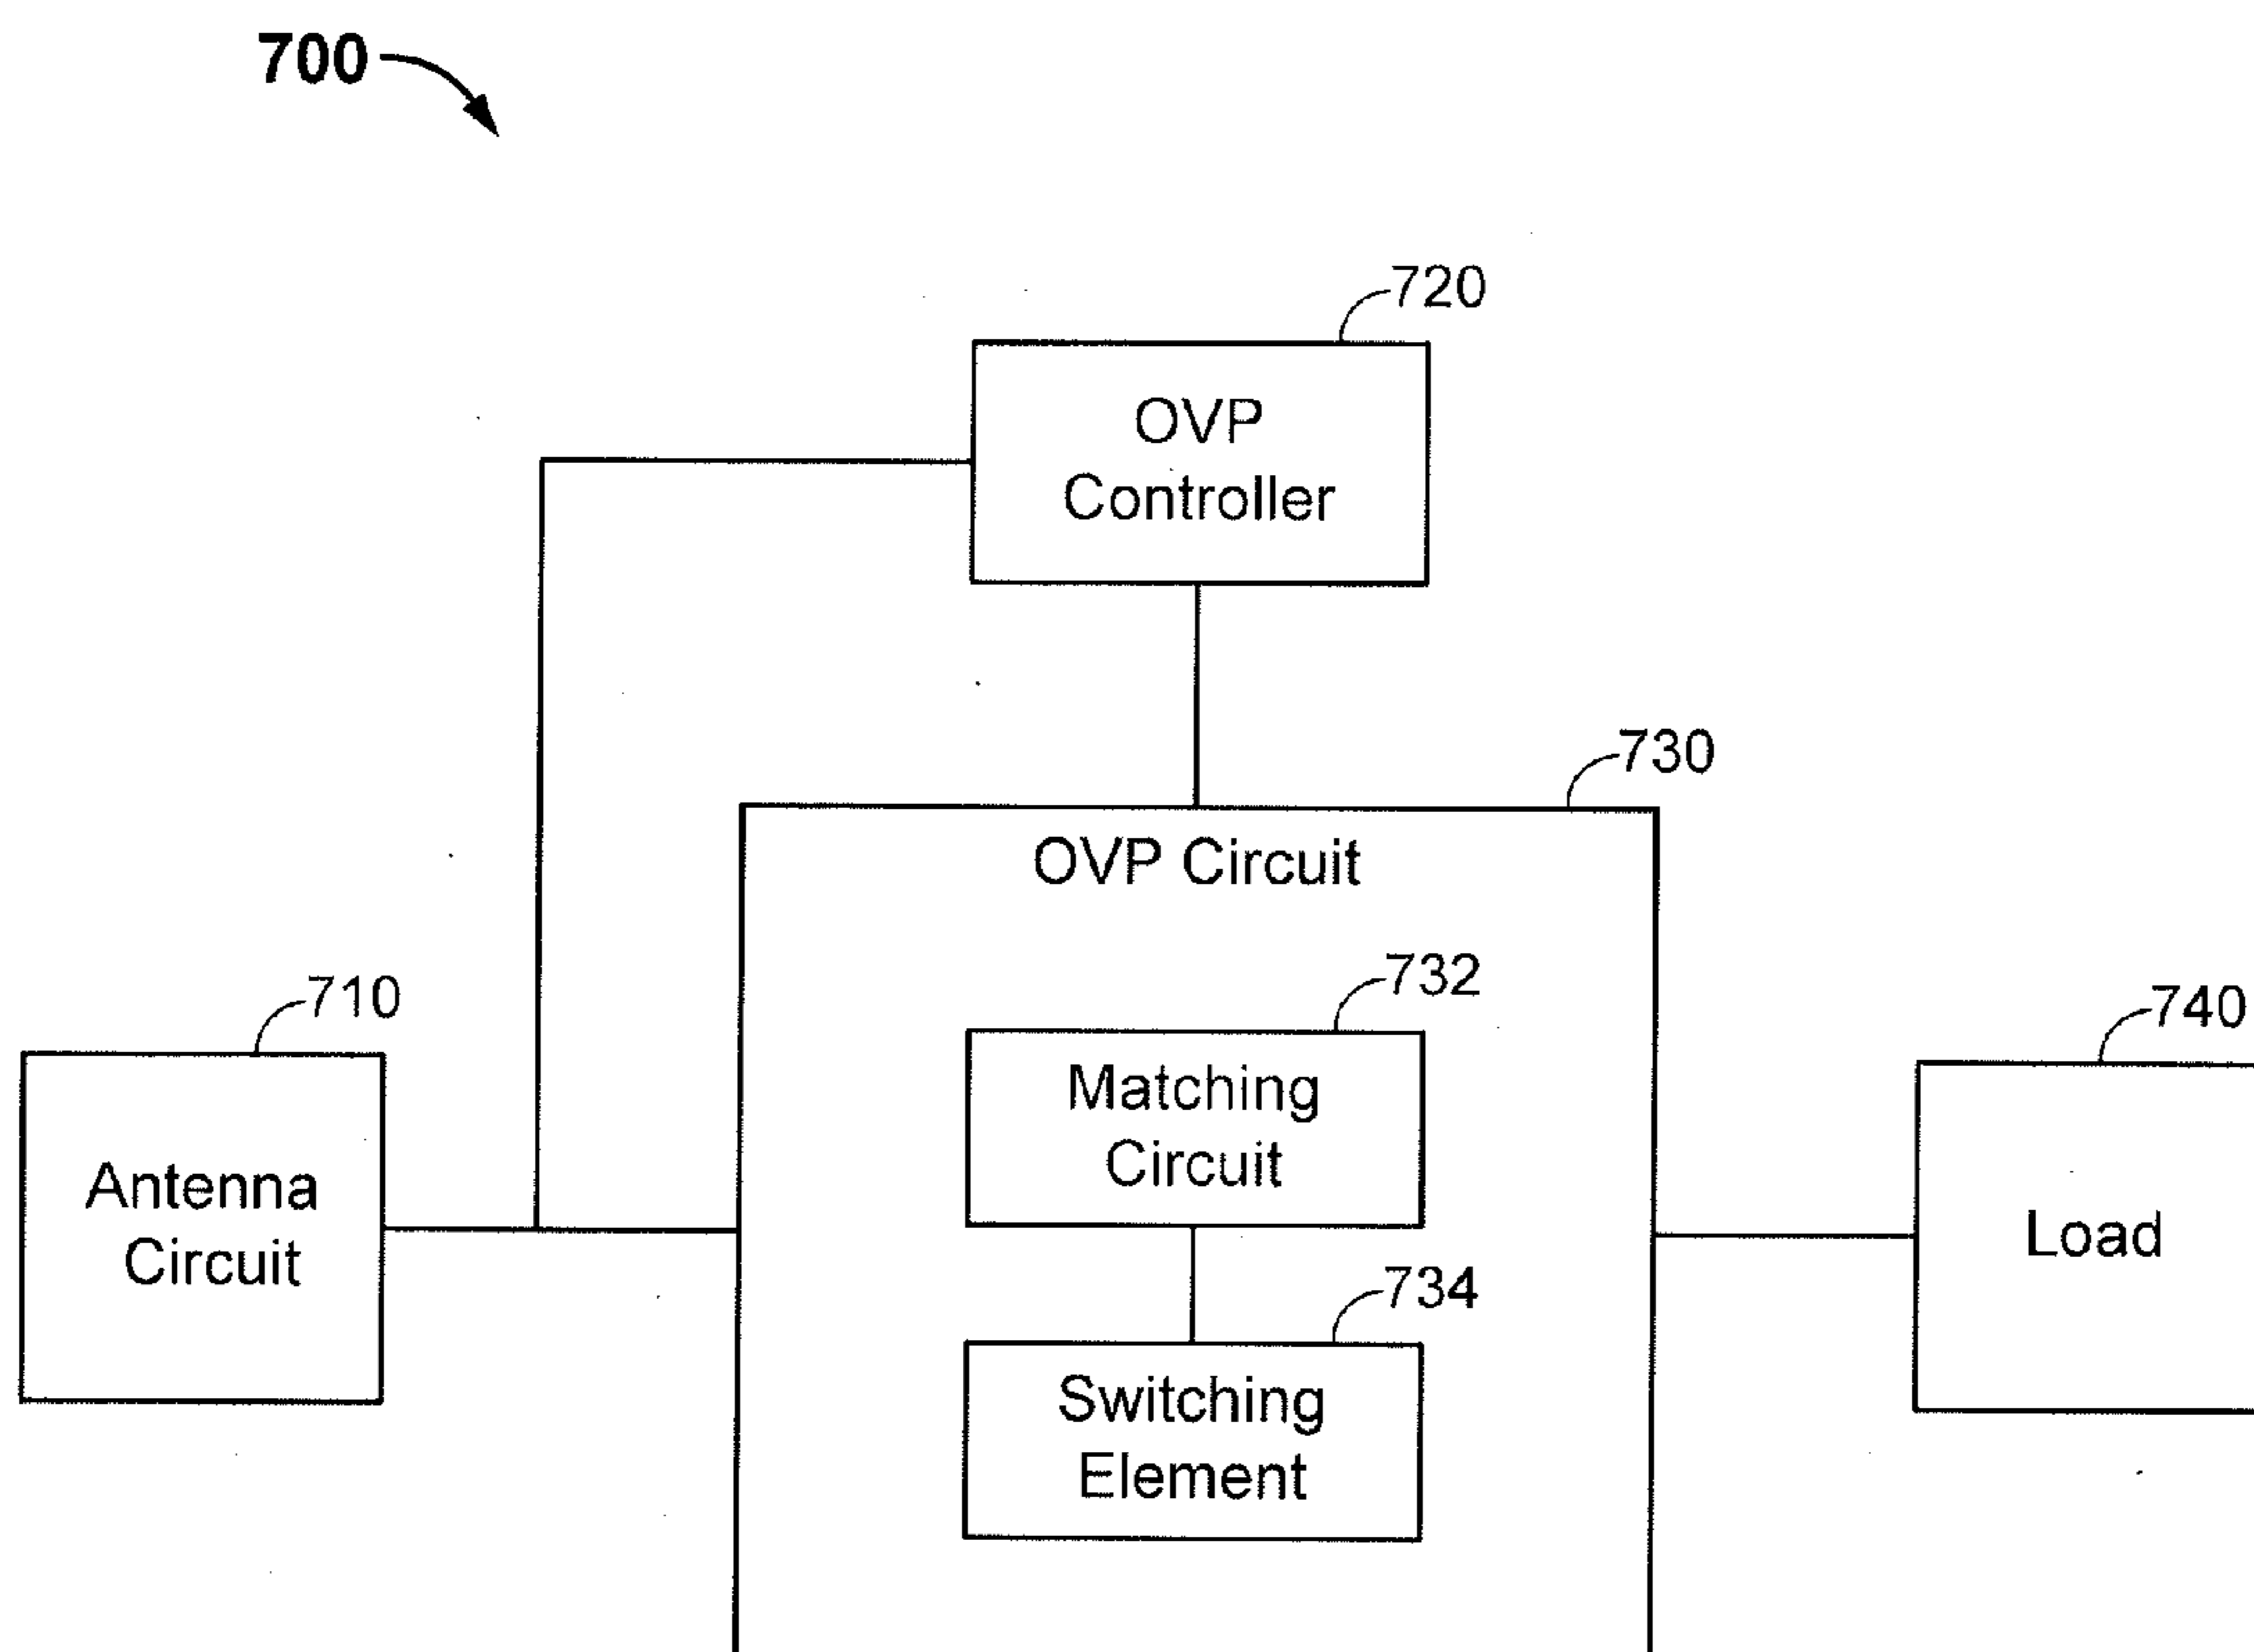 700
720
OVP
Controller
730
OVP Circuit
732
Matching
Circuit
710
Antenna
Circuit
734
Switching
Element
740
Load